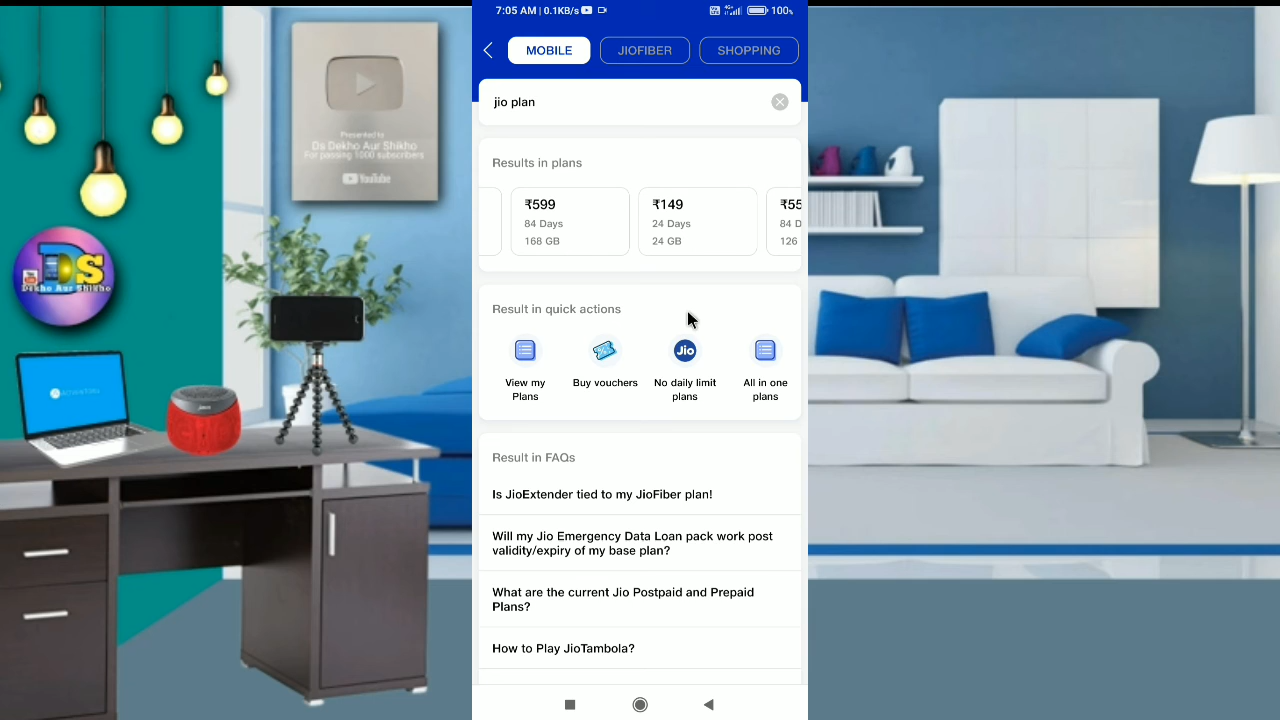 7:05 AM | 0.1KB/s
4G+
100%
MOBILE
JIOFIBER
SHOPPING
jio plan
Results in plans
₹599
84 Days
168 GB
₹149
24 Days
24 GB
₹55
84 D
126
Result in quick actions
View my
Plans
Buy vouchers
Jio
No daily limit
plans
All in one
plans
Result in FAQs
Is JioExtender tied to my JioFiber plan!
Will my Jio Emergency Data Loan pack work post
validity/expiry of my base plan?
What are the current Jio Postpaid and Prepaid
Plans?
How to Play JioTambola?
Presented to
Ds Dekho Aur Shikho
For passing 1000 subscribers
YouTube
DS
Dekho Aur Shikho